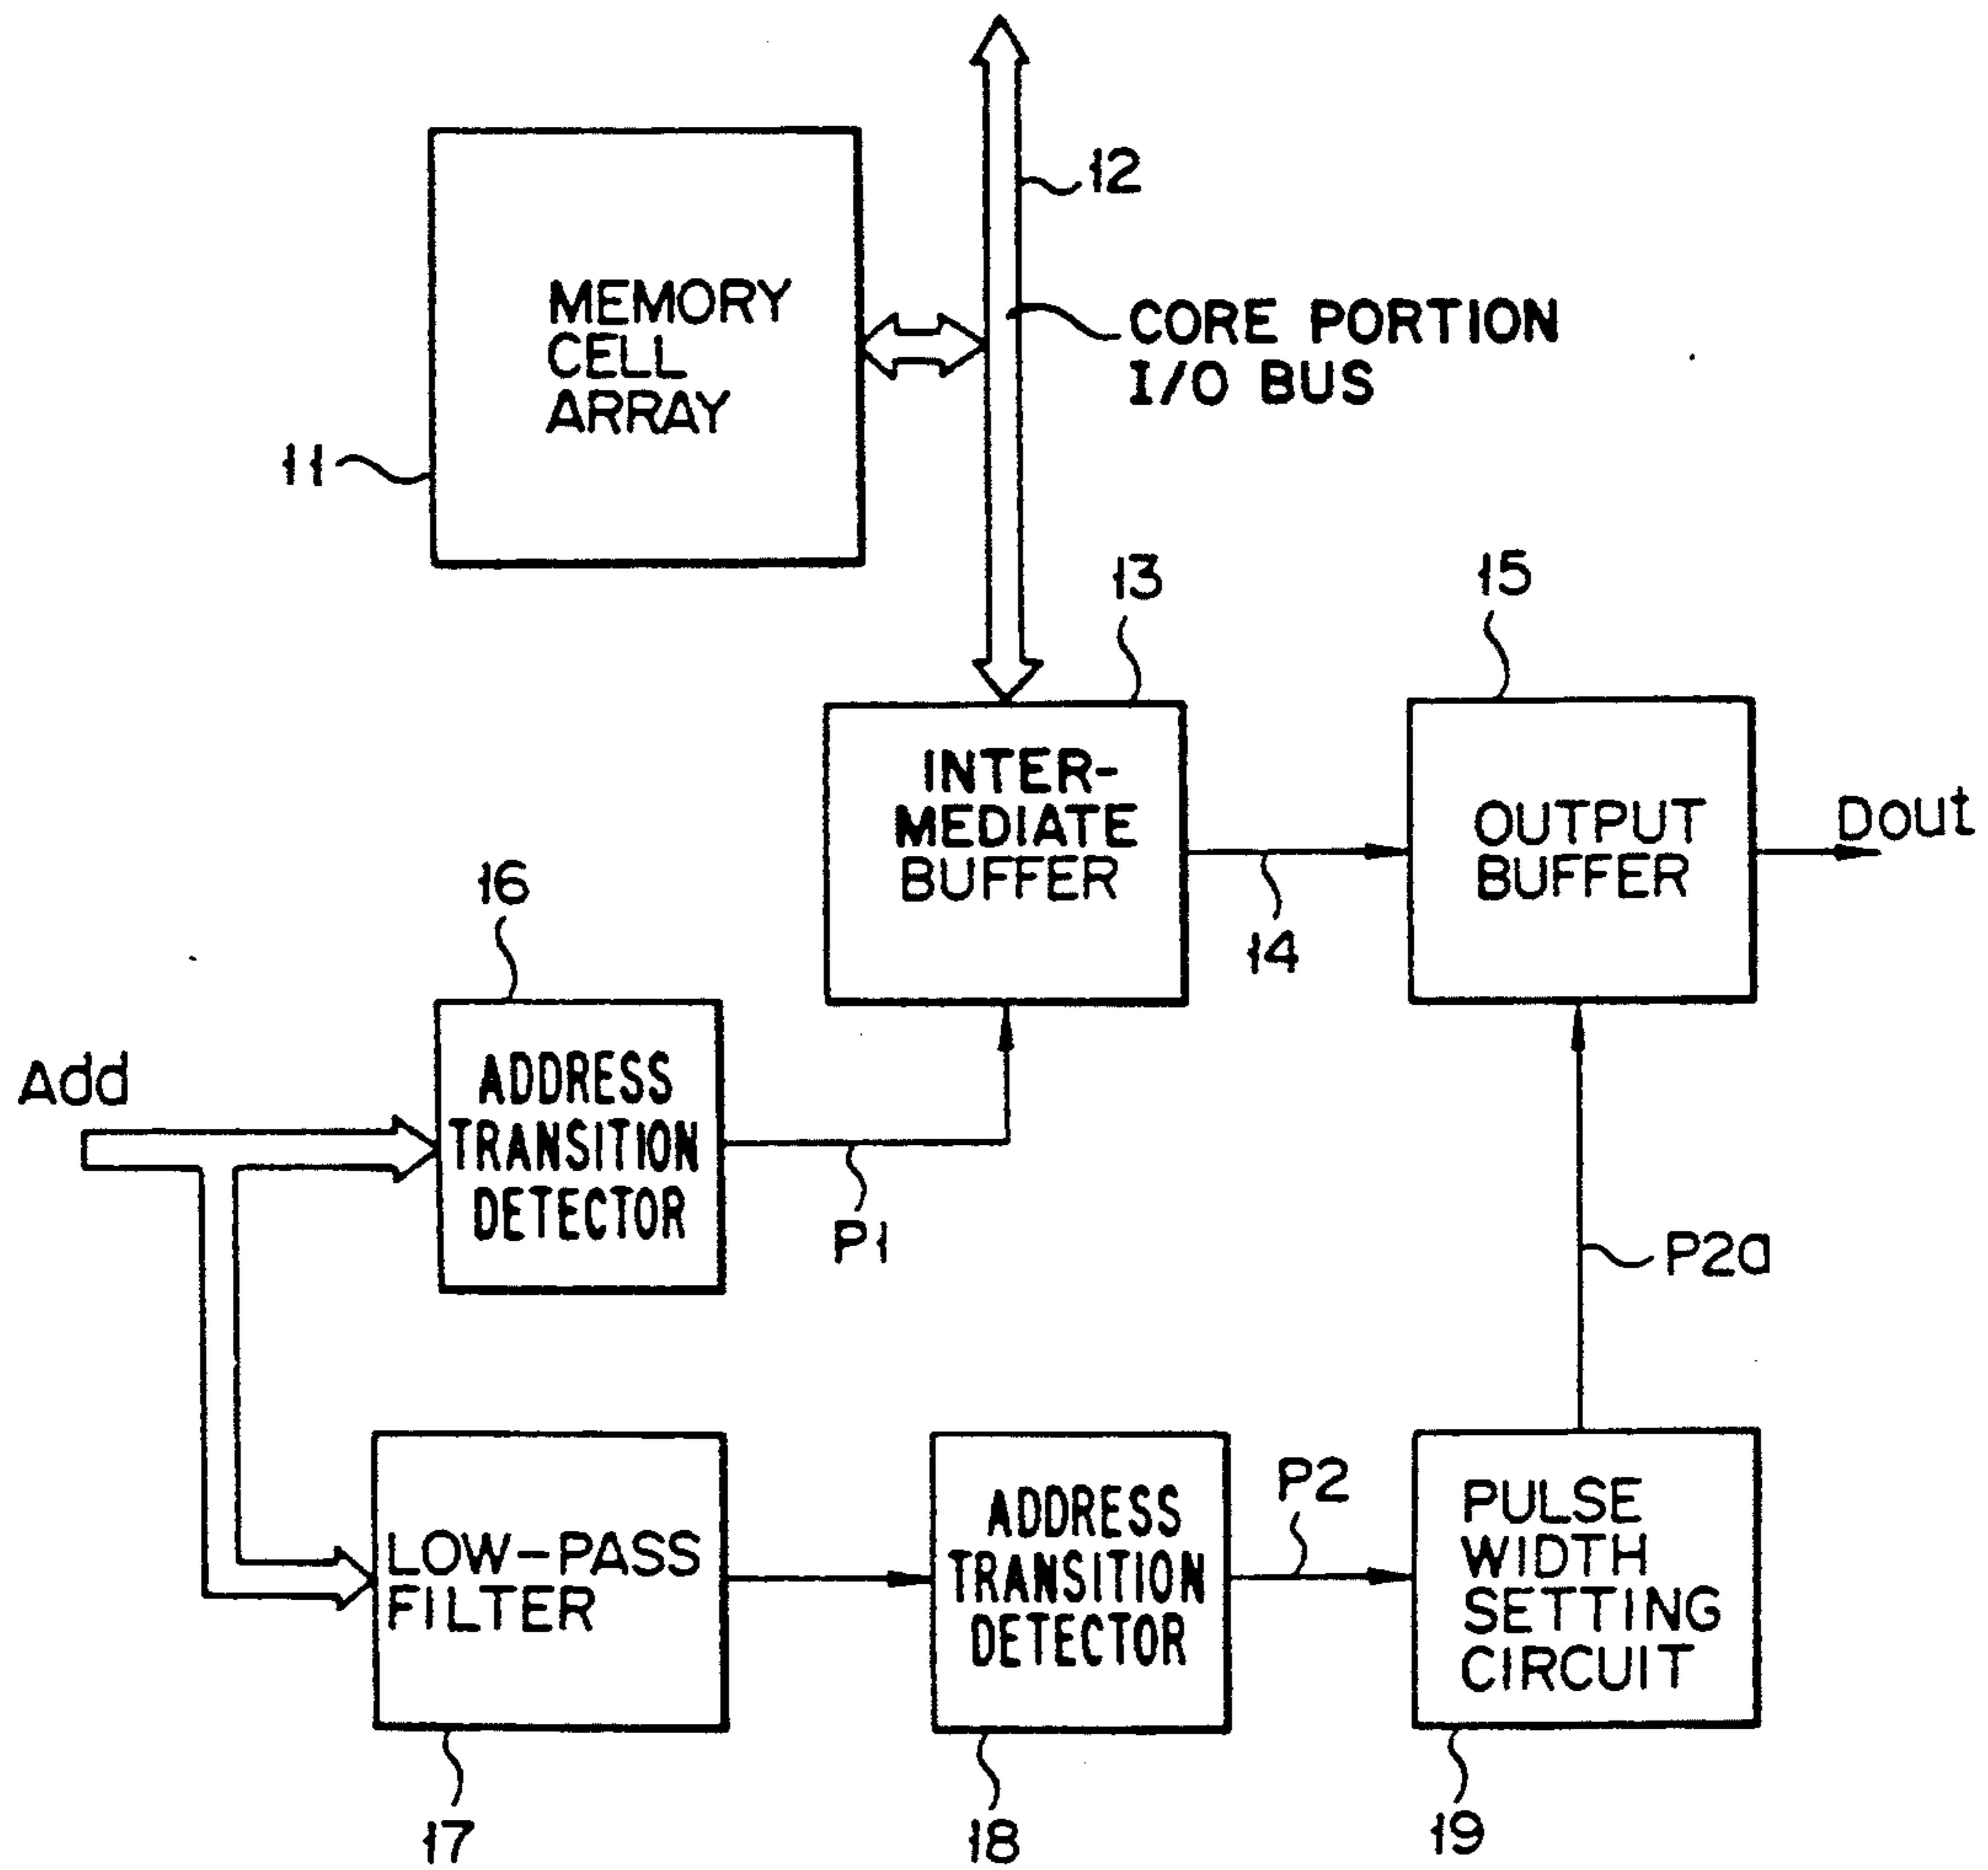 12
MEMORY
CELL
ARRAY
CORE PORTION
I/O BUS
11
13
15
INTER-
MEDIATE
BUFFER
OUTPUT
BUFFER
Dout
14
16
Add
ADDRESS
TRANSITION
DETECTOR
P1
P2a
LOW-PASS
FILTER
ADDRESS
TRANSITION
DETECTOR
P2
PULSE
WIDTH
SETTING
CIRCUIT
17
18
19